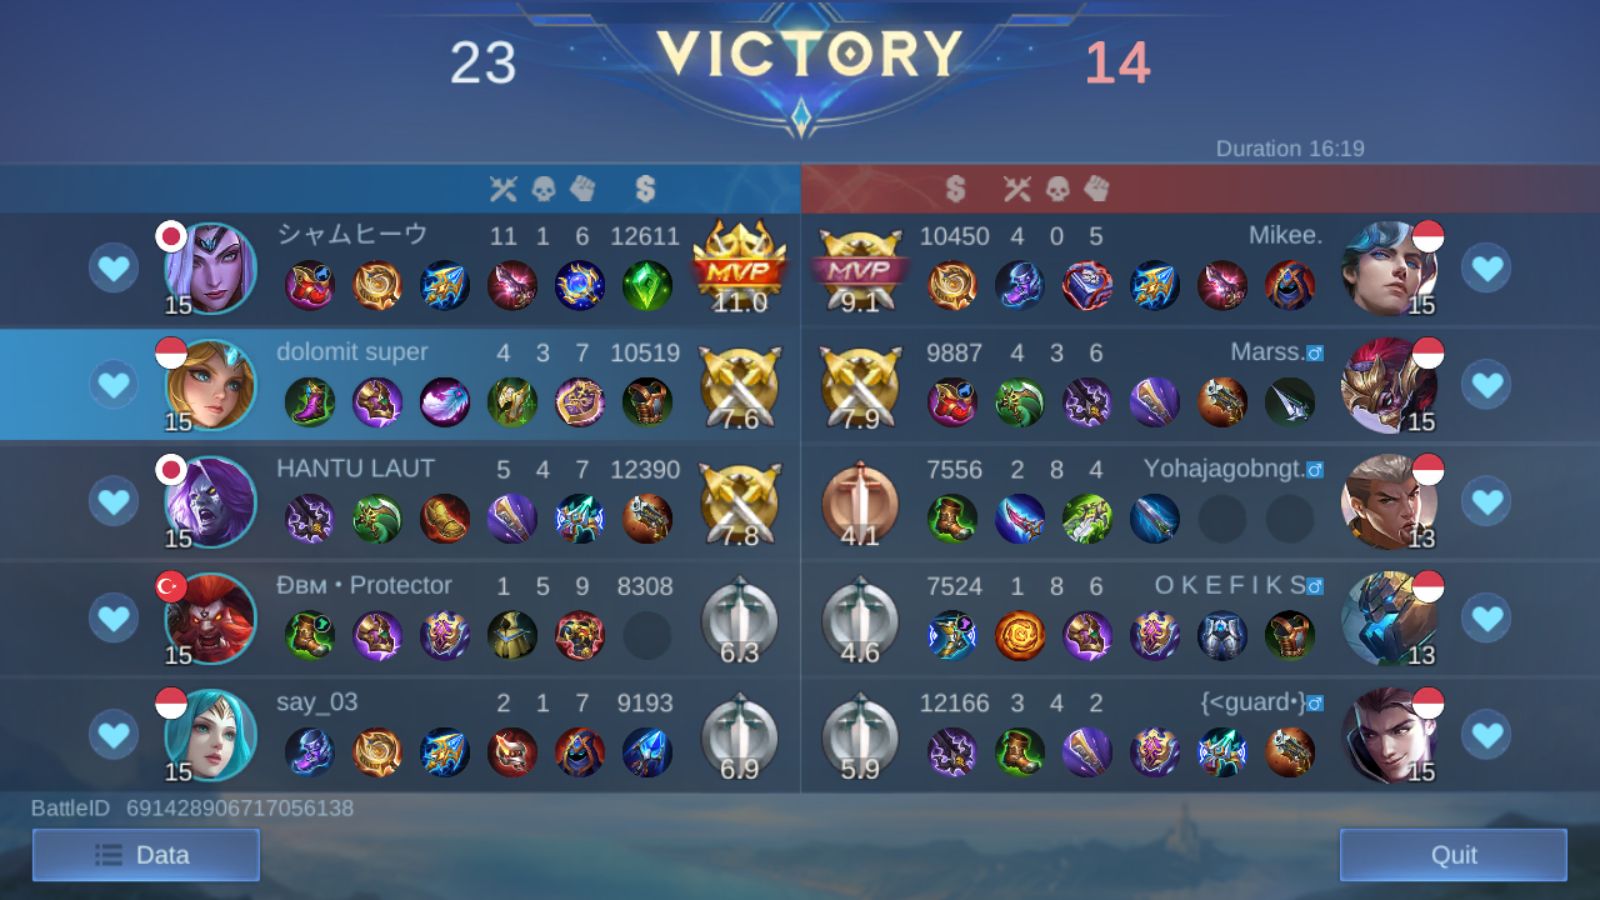 23 VICTORY 14
Duration 16:19
シャムヒーウ 11 1 6 12611 MVP 11.0 15
MVP 9.1 10450 4 0 5 Mikee. 15
dolomit super 4 3 7 10519 7.6 15
7.9 9887 4 3 6 Marss. 15
HANTU LAUT 5 4 7 12390 7.8 15
4.1 7556 2 8 4 Yohajagobngt. 13
Ðвм • Protector 1 5 9 8308 6.3 15
4.6 7524 1 8 6 O K E F I K S 13
say_03 2 1 7 9193 6.9 15
5.9 12166 3 4 2 {<guard•} 15
BattleID 691428906717056138
Data
Quit